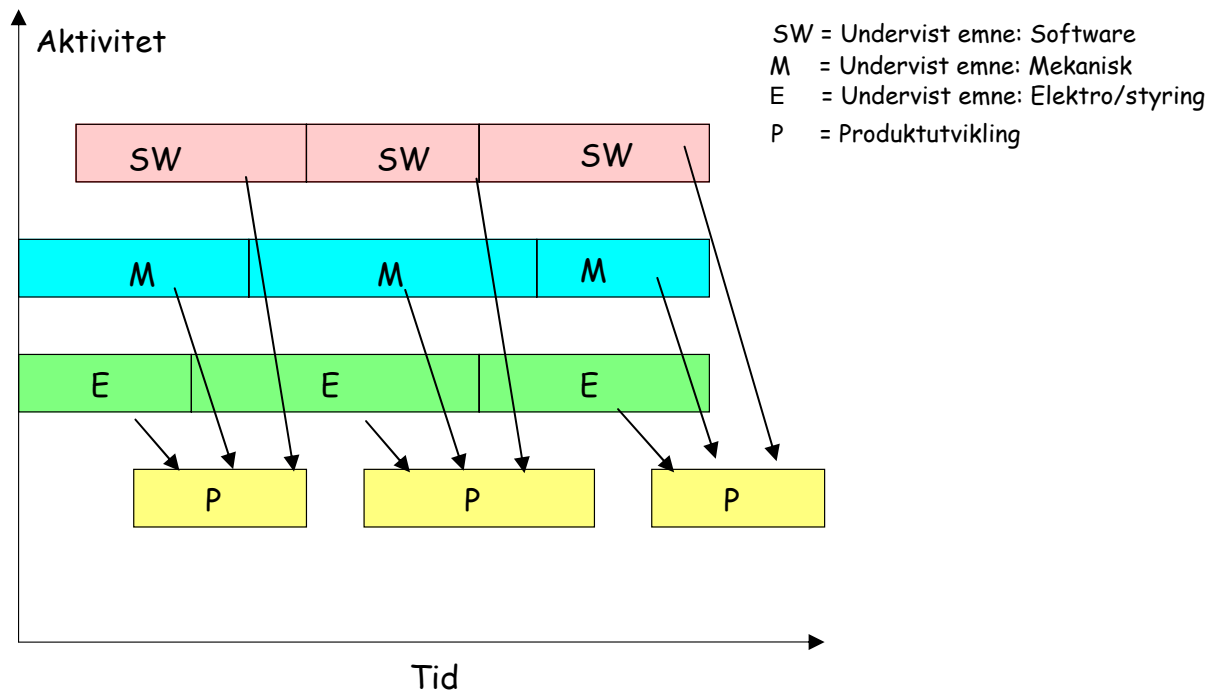 Aktivitet
SW = Undervist emne: Software
M = Undervist emne: Mekanisk
E = Undervist emne: Elektro/styring
P = Produktutvikling
SW SW SW
M M M
E E E
P P P
Tid